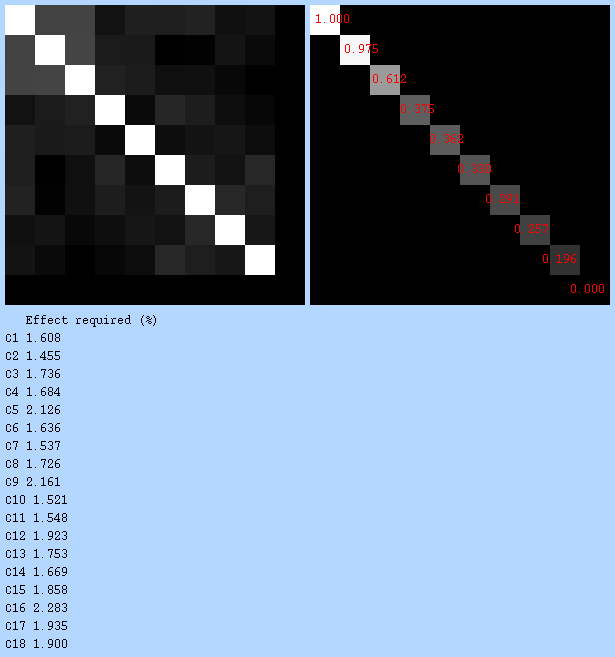 1.000
0.975
0.612
0.375
0.362
0.330
0.271
0.257
0.196
0.000
Effect required (%)
C1 1.608
C2 1.455
C3 1.736
C4 1.684
C5 2.126
C6 1.636
C7 1.537
C8 1.726
C9 2.161
C10 1.521
C11 1.548
C12 1.923
C13 1.753
C14 1.669
C15 1.858
C16 2.283
C17 1.935
C18 1.900